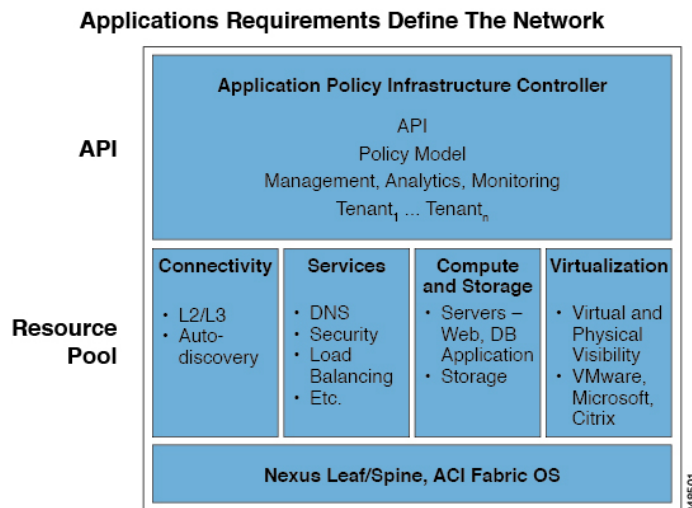 Applications Requirements Define The Network
API
Application Policy Infrastructure Controller
API
Policy Model
Management, Analytics, Monitoring
Tenant1 ... Tenantn
Resource
Pool
Connectivity
• L2/L3
• Auto-
discovery
Services
• DNS
• Security
• Load
Balancing
• Etc.
Compute
and Storage
• Servers –
Web, DB
Application
• Storage
Virtualization
• Virtual and
Physical
Visibility
• VMware,
Microsoft,
Citrix
Nexus Leaf/Spine, ACI Fabric OS